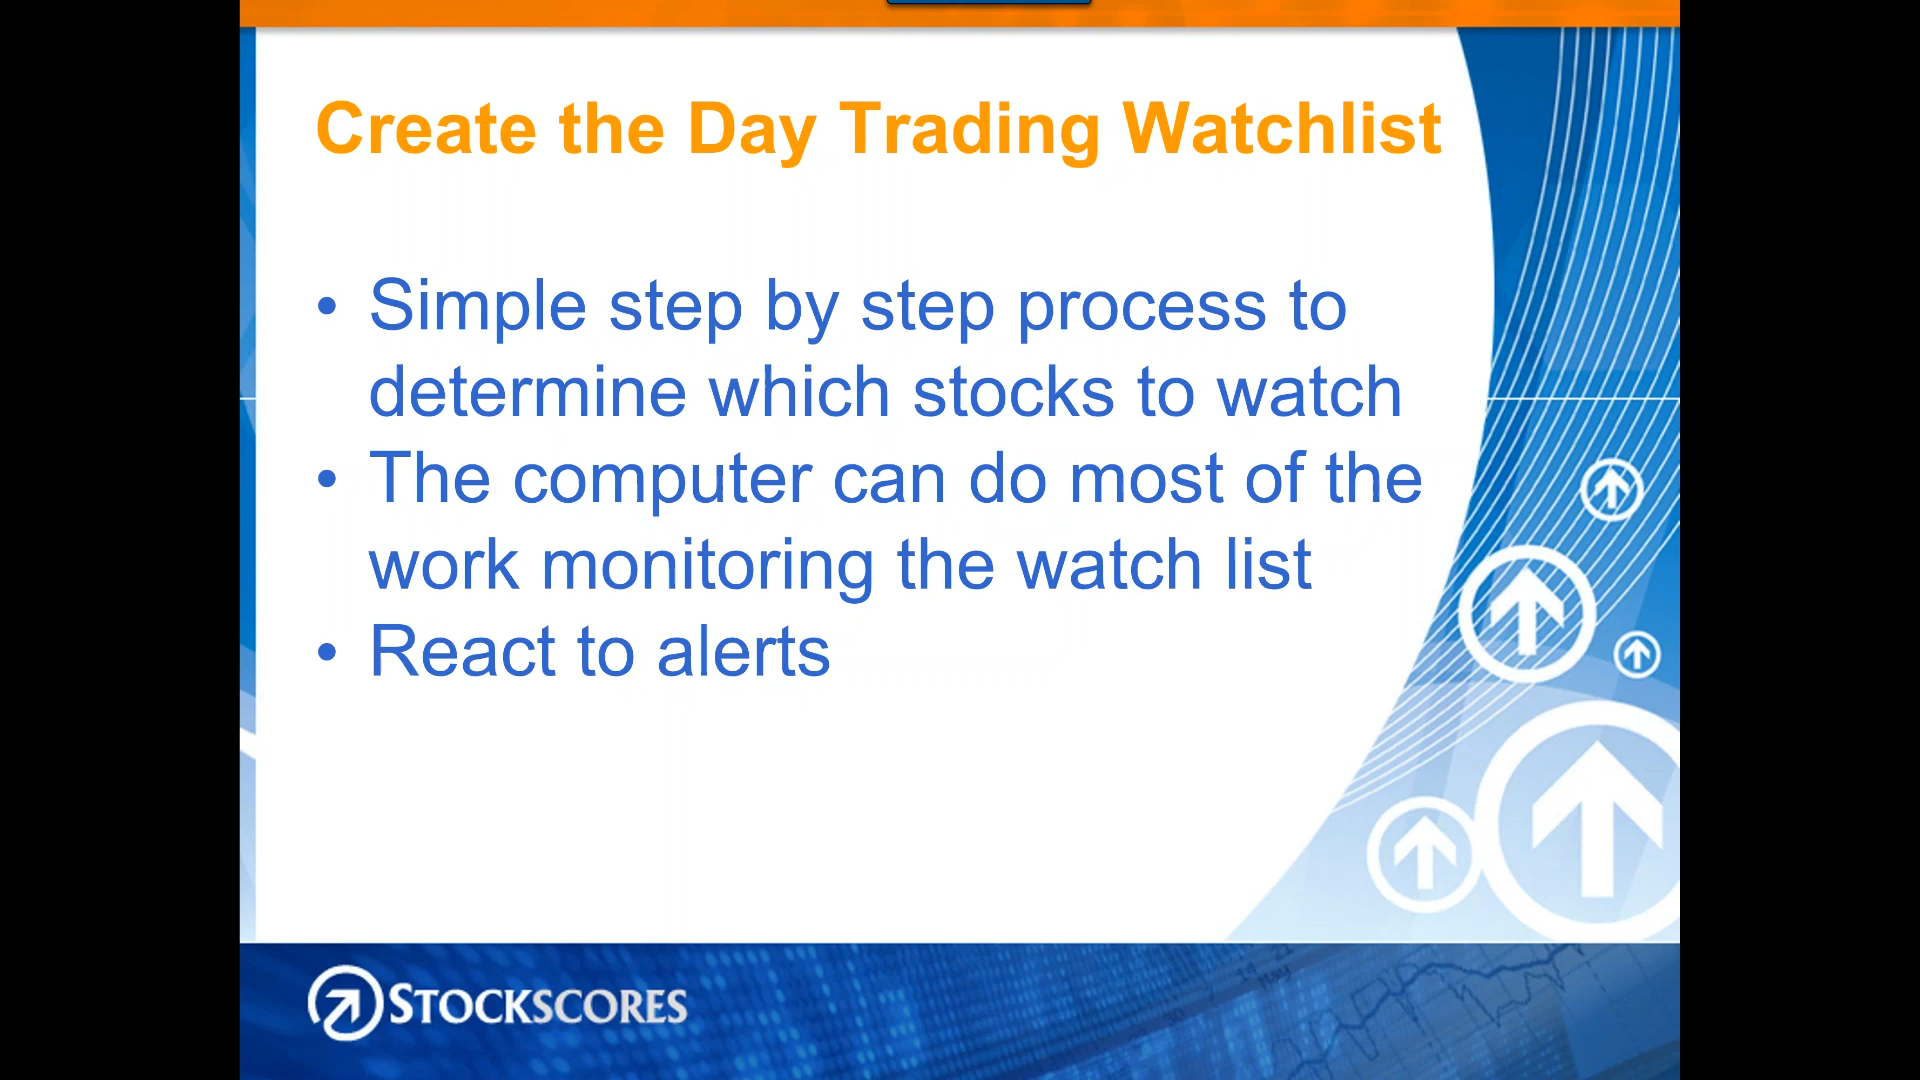 Create the Day Trading Watchlist
• Simple step by step process to
determine which stocks to watch
• The computer can do most of the
work monitoring the watch list
• React to alerts
STOCKSCORES